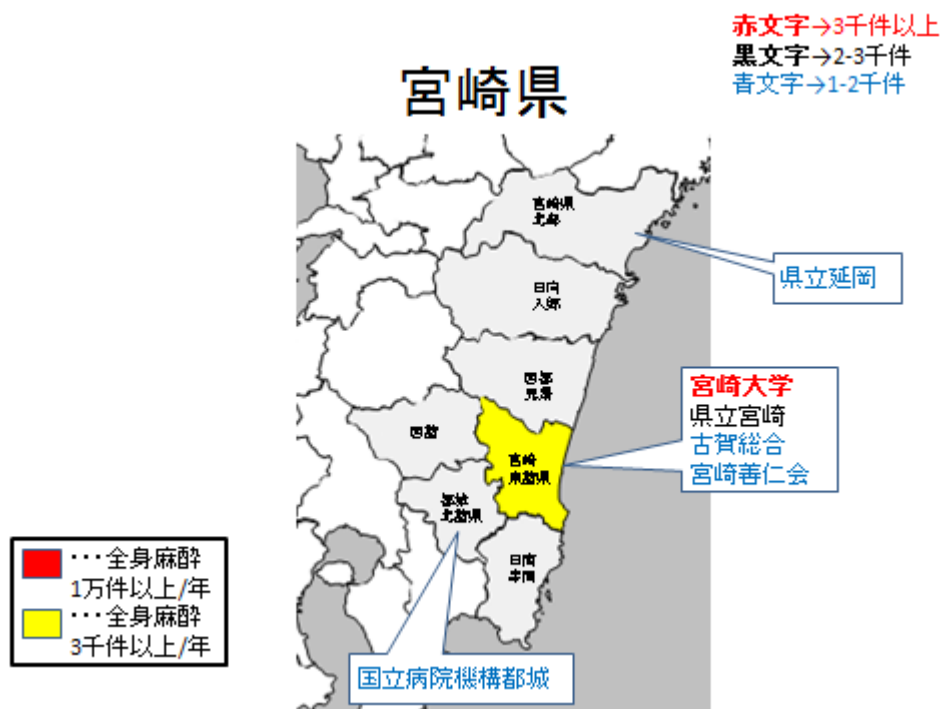 赤文字→3千件以上
黒文字→2-3千件
青文字→1-2千件
宮崎県
宮崎県
北部
日向
入郷
県立延岡
西都
児湯
宮崎大学
県立宮崎
古賀総合
宮崎善仁会
西諸
宮崎
東諸県
都城
北諸県
日南
串間
…全身麻酔
1万件以上/年
…全身麻酔
3千件以上/年
国立病院機構都城